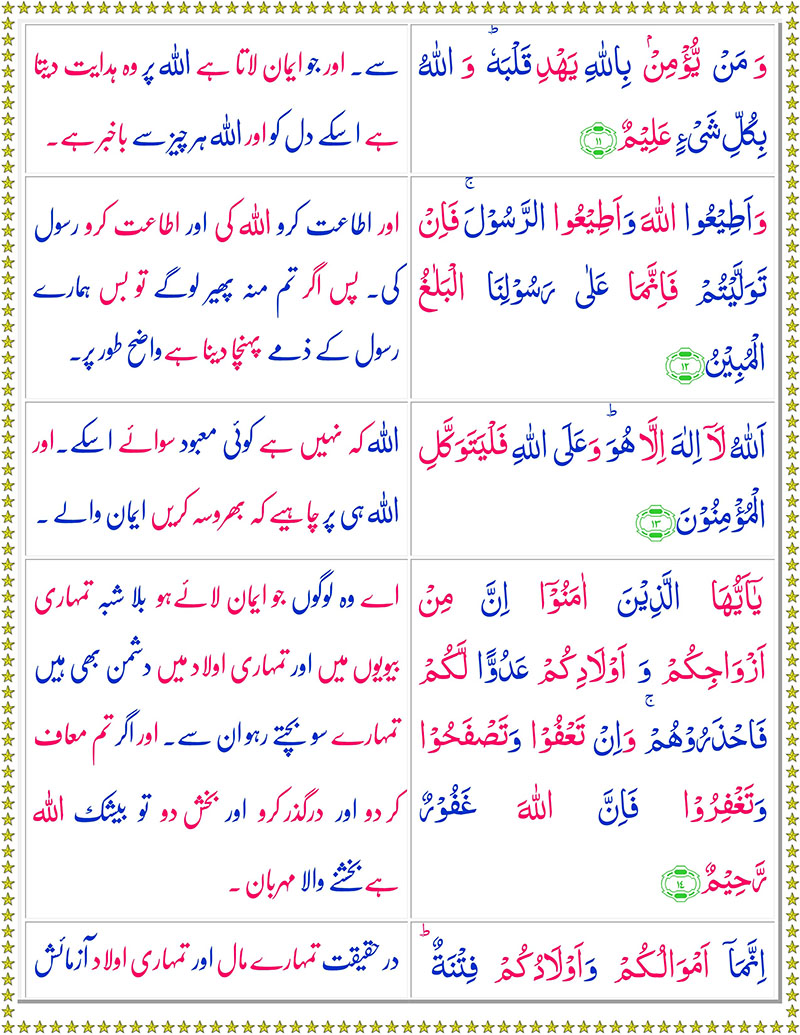 وَ مَنْ يُّؤْمِنْۢ بِاللّٰهِ يَهْدِ قَلْبَهٗ ؕ وَ اللّٰهُ
بِكُلِّ شَیْءٍ عَلِیْمٌ ﴿۱۱﴾
سے۔ اور جو ایمان لاتا ہے اللہ پر وہ ہدایت دیتا
ہے اسکے دل کو اور اللہ ہر چیز سے باخبر ہے۔
وَاَطِیْعُوا اللّٰهَ وَاَطِیْعُوا الرَّسُوْلَ ۚ فَاِنْ
تَوَلَّیْتُمْ فَاِنَّمَا عَلٰی رَسُوْلِنَا الْبَلٰغُ
الْمُبِیْنُ ﴿۱۲﴾
اور اطاعت کرو اللہ کی اور اطاعت کرو رسول
کی۔ پس اگر تم منہ پھیر لوگے تو بس ہمارے
رسول کے ذمے پہنچا دینا ہے واضح طور پر۔
اَللّٰهُ لَاۤ اِلٰهَ اِلَّا هُوَ ؕ وَعَلَی اللّٰهِ فَلْیَتَوَكَّلِ
الْمُؤْمِنُوْنَ ﴿۱۳﴾
اللہ کہ نہیں ہے کوئی معبود سوائے اسکے۔اور
اللہ ہی پر چاہیے کہ بھروسہ کریں ایمان والے ۔
یٰۤاَیُّهَا الَّذِیْنَ اٰمَنُوْۤا اِنَّ مِنْ
اَزْوَاجِكُمْ وَ اَوْلَادِكُمْ عَدُوًّا لَّكُمْ
فَاحْذَرُوْهُمْ ۚ وَاِنْ تَعْفُوْا وَتَصْفَحُوْا
وَتَغْفِرُوْا فَاِنَّ اللّٰهَ غَفُوْرٌ
رَّحِیْمٌ ﴿۱۴﴾
اے وہ لوگوں جو ایمان لائے ہو بلا شبہ تمہاری
بیویوں میں اور تمہاری اولاد میں دشمن بھی ہیں
تمہارے سو بچتے رہو ان سے۔ اور اگر تم معاف
کر دو اور درگذر کرو اور بخش دو تو بیشک اللہ
ہے بخشنے والا مہربان ۔
اِنَّمَاۤ اَمْوَالُكُمْ وَاَوْلَادُكُمْ فِتْنَةٌ ؕ
در حقیقت تمہارے مال اور تمہاری اولاد آزمائش